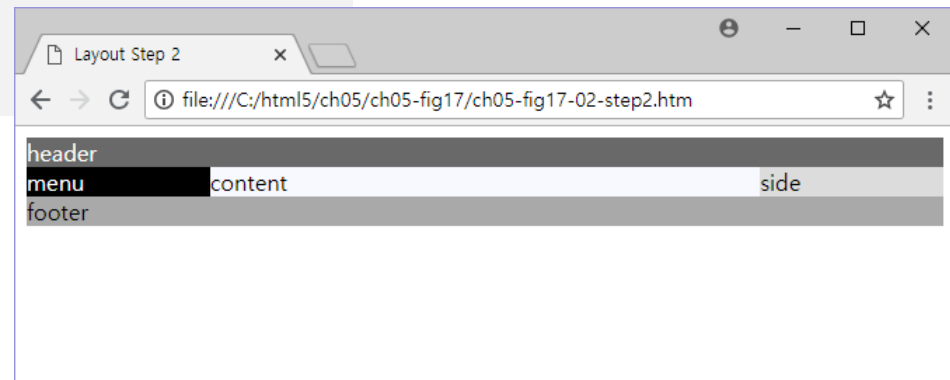 Layout Step 2
file:///C:/html5/ch05/ch05-fig17/ch05-fig17-02-step2.htm
header
menu content side
footer